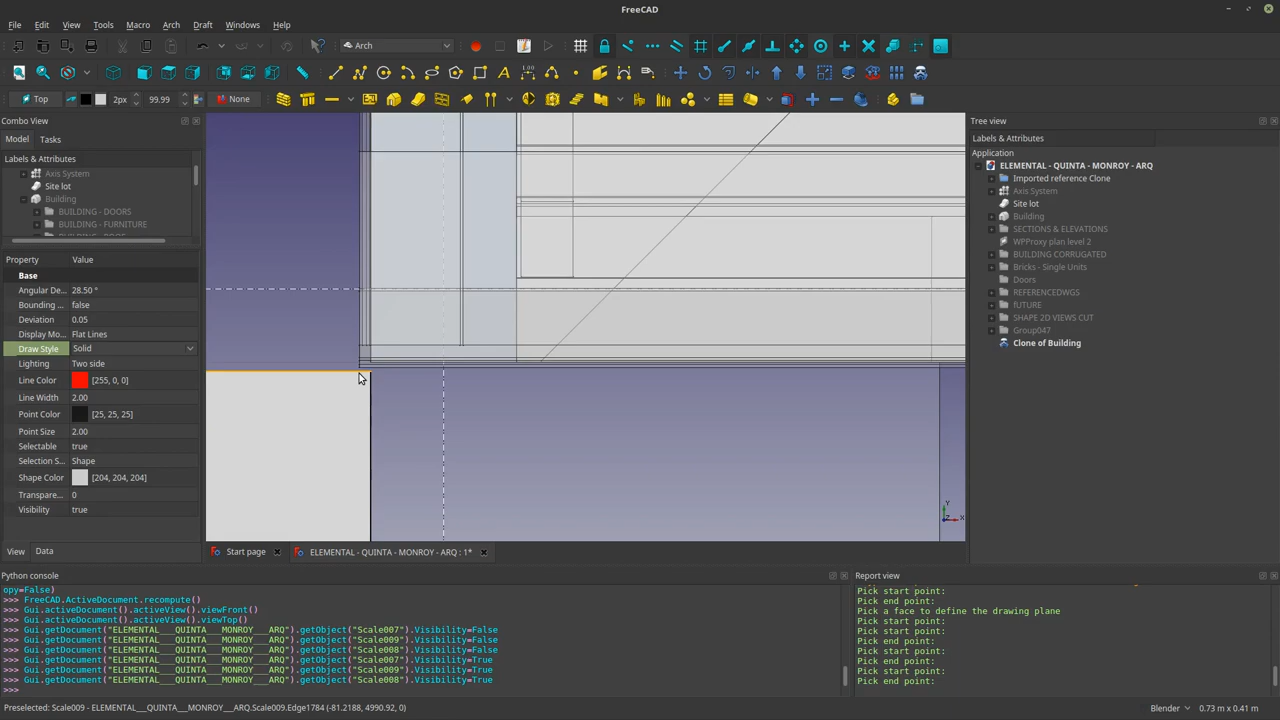 FreeCAD
File Edit View Tools Macro Arch Draft Windows Help
Arch
Top 2px 99.99 None
Combo View
Model Tasks
Labels & Attributes
Axis System
Site lot
Building
BUILDING - DOORS
BUILDING - FURNITURE
Property Value
Base
Angular De... 28.50 °
Bounding ... false
Deviation 0.05
Display Mo... Flat Lines
Draw Style Solid
Lighting Two side
Line Color [255, 0, 0]
Line Width 2.00
Point Color [25, 25, 25]
Point Size 2.00
Selectable true
Selection S... Shape
Shape Color [204, 204, 204]
Transpare... 0
Visibility true
View Data
Y
Z X
Start page ELEMENTAL - QUINTA - MONROY - ARQ : 1*
Tree view
Labels & Attributes
Application
ELEMENTAL - QUINTA - MONROY - ARQ
Imported reference Clone
Axis System
Site lot
Building
SECTIONS & ELEVATIONS
WPProxy plan level 2
BUILDING CORRUGATED
Bricks - Single Units
Doors
REFERENCEDWGS
fUTURE
SHAPE 2D VIEWS CUT
Group047
Clone of Building
Python console
opy=False)
>>> FreeCAD.ActiveDocument.recompute()
>>> Gui.activeDocument().activeView().viewFront()
>>> Gui.activeDocument().activeView().viewTop()
>>> Gui.getDocument("ELEMENTAL___QUINTA___MONROY___ARQ").getObject("Scale007").Visibility=False
>>> Gui.getDocument("ELEMENTAL___QUINTA___MONROY___ARQ").getObject("Scale009").Visibility=False
>>> Gui.getDocument("ELEMENTAL___QUINTA___MONROY___ARQ").getObject("Scale008").Visibility=False
>>> Gui.getDocument("ELEMENTAL___QUINTA___MONROY___ARQ").getObject("Scale007").Visibility=True
>>> Gui.getDocument("ELEMENTAL___QUINTA___MONROY___ARQ").getObject("Scale009").Visibility=True
>>> Gui.getDocument("ELEMENTAL___QUINTA___MONROY___ARQ").getObject("Scale008").Visibility=True
>>>
Report view
Pick start point:
Pick end point:
Pick a face to define the drawing plane
Pick start point:
Pick start point:
Pick end point:
Pick start point:
Pick end point:
Pick start point:
Pick end point:
Preselected: Scale009 - ELEMENTAL___QUINTA___MONROY___ARQ.Scale009.Edge1784 (-81.2188, 4990.92, 0) Blender 0.73 m x 0.41 m